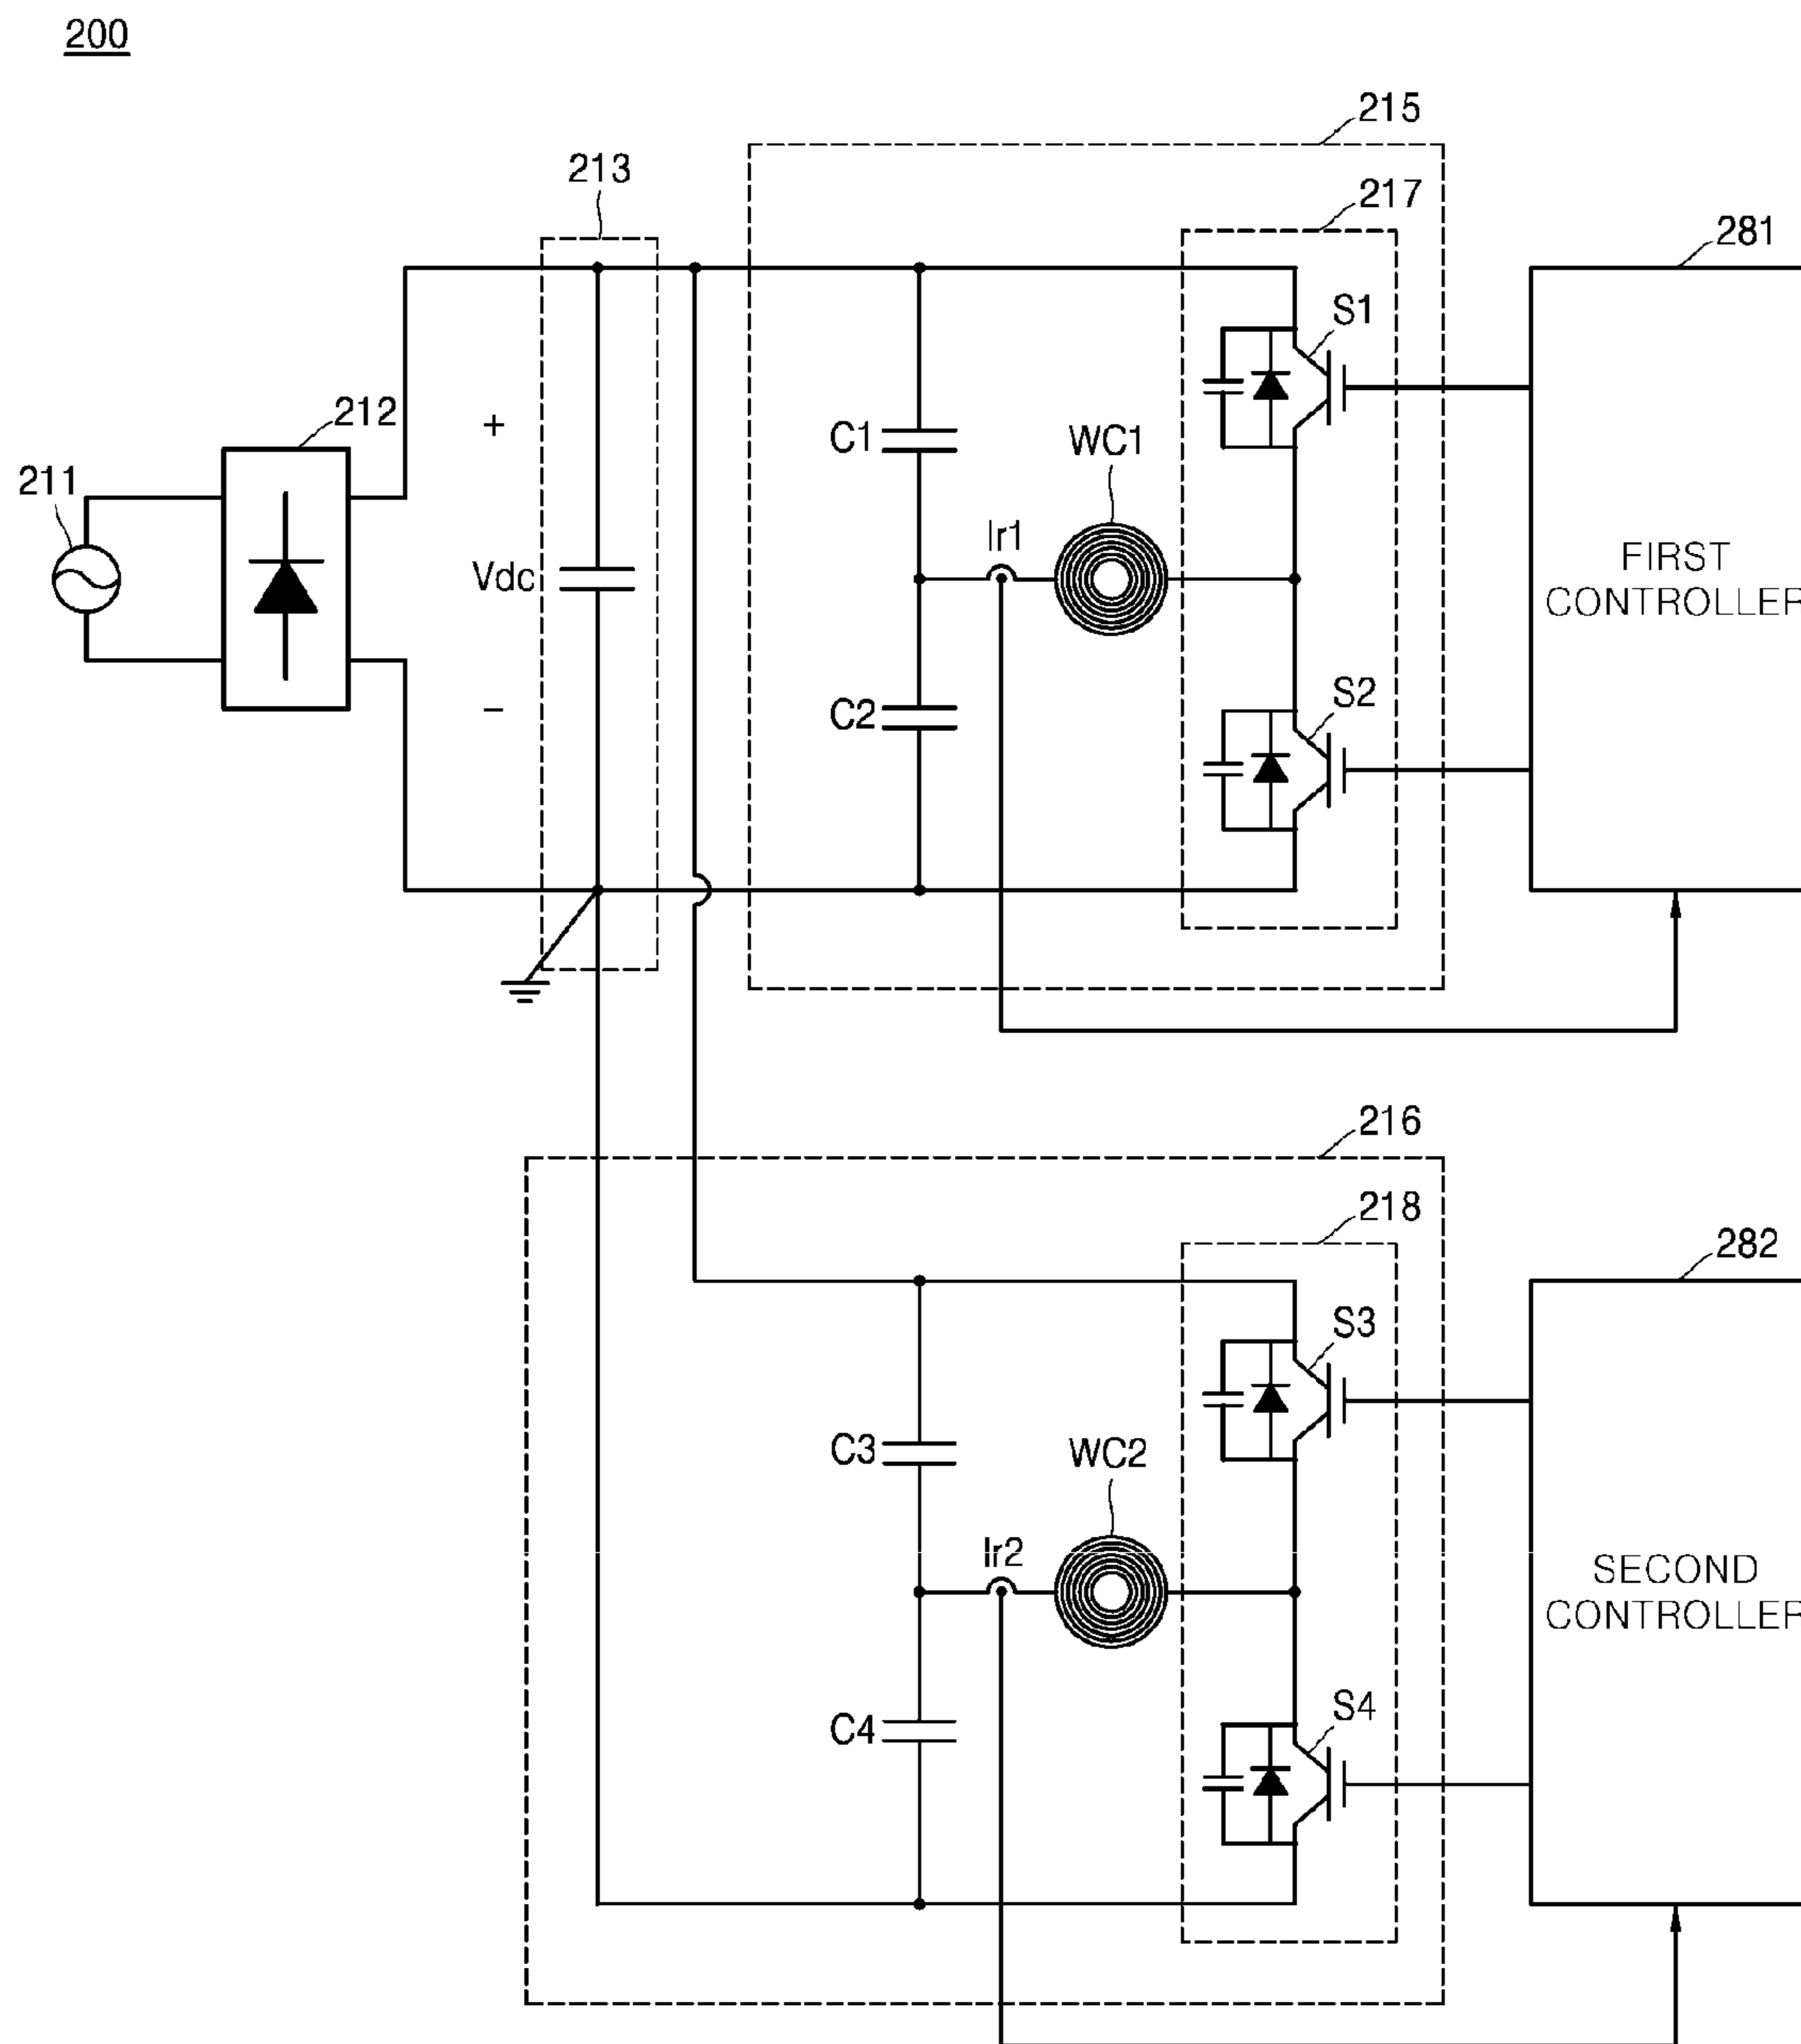 200
215
213
217
281
S1
212
+
C1
WC1
211
Ir1
Vdc
FIRST
CONTROLLER
S2
C2
−
216
218
282
S3
C3
WC2
Ir2
SECOND
CONTROLLER
S4
C4